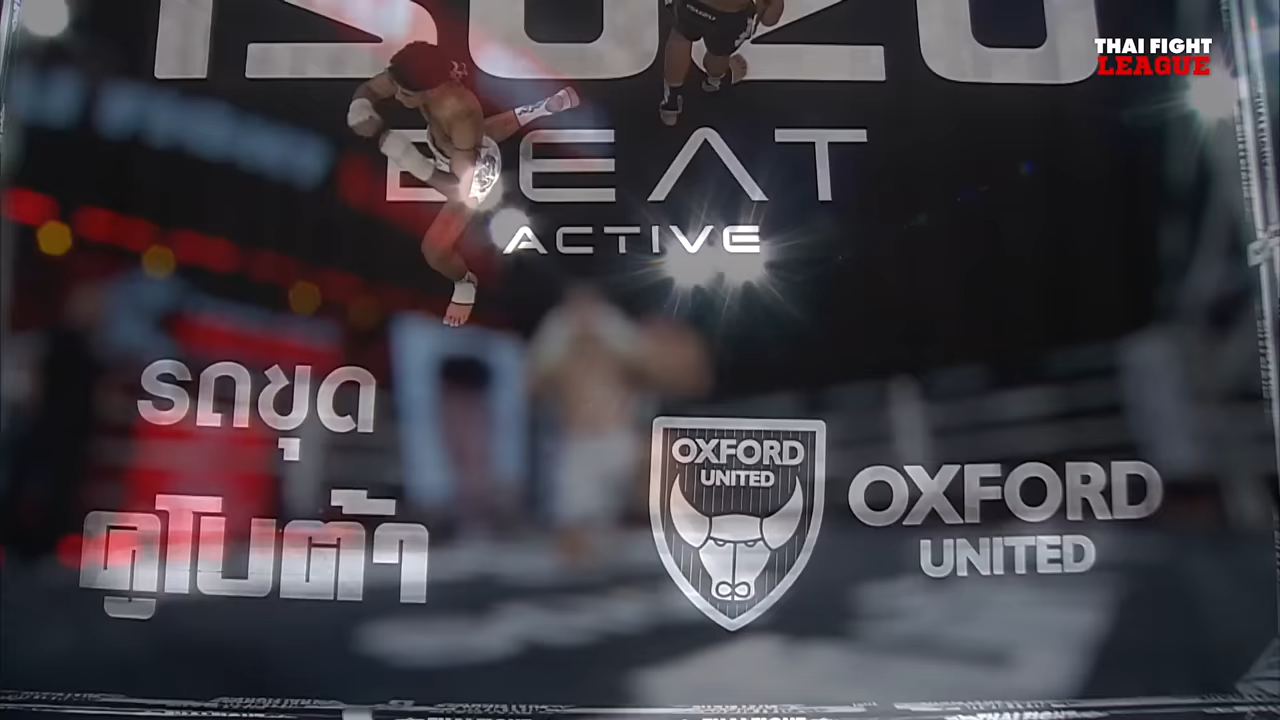 THAI FIGHT
LEAGUE
BEAT
ACTIVE
รถขุด
คูโบต้า
OXFORD
UNITED
OXFORD
UNITED